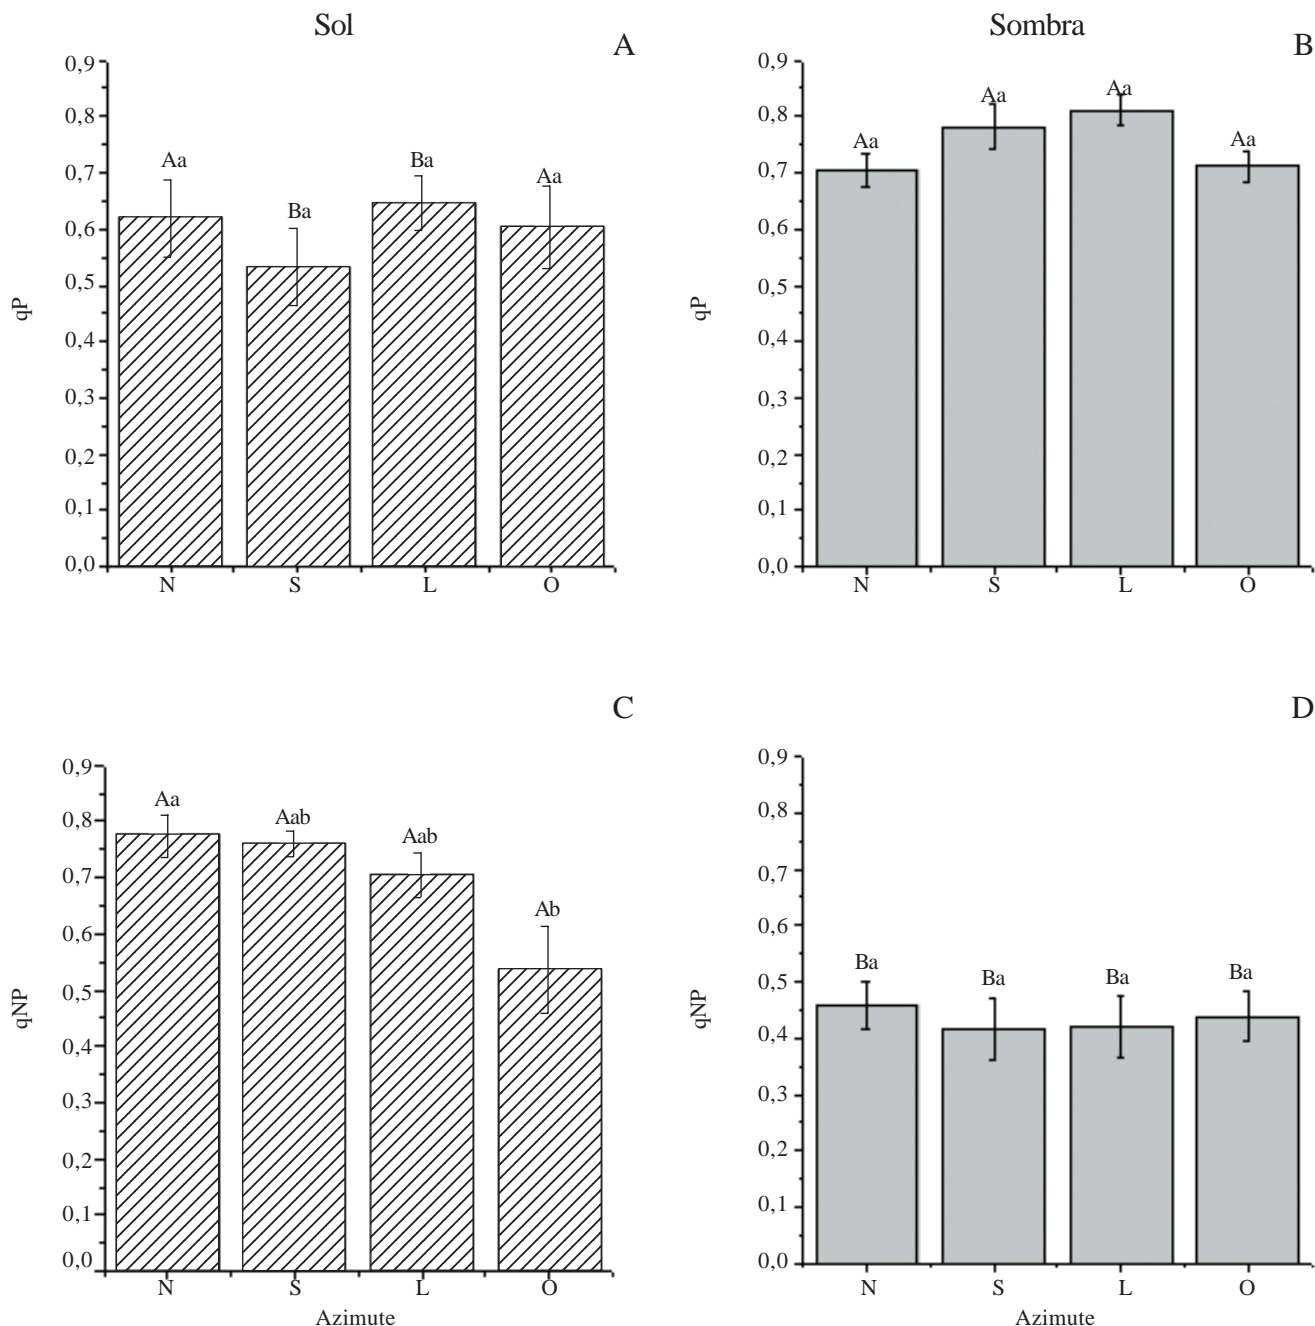 Sol
A
0,9
0,8
0,7
0,6
0,5
0,4
0,3
0,2
0,1
0,0
qP
Aa
Ba
Ba
Aa
N S L O
Sombra
B
0,9
0,8
0,7
0,6
0,5
0,4
0,3
0,2
0,1
0,0
qP
Aa
Aa
Aa
Aa
N S L O
C
0,9
0,8
0,7
0,6
0,5
0,4
0,3
0,2
0,1
0,0
qNP
Aa
Aab
Aab
Ab
N S L O
Azimute
D
0,9
0,8
0,7
0,6
0,5
0,4
0,3
0,2
0,1
0,0
qNP
Ba
Ba
Ba
Ba
N S L O
Azimute